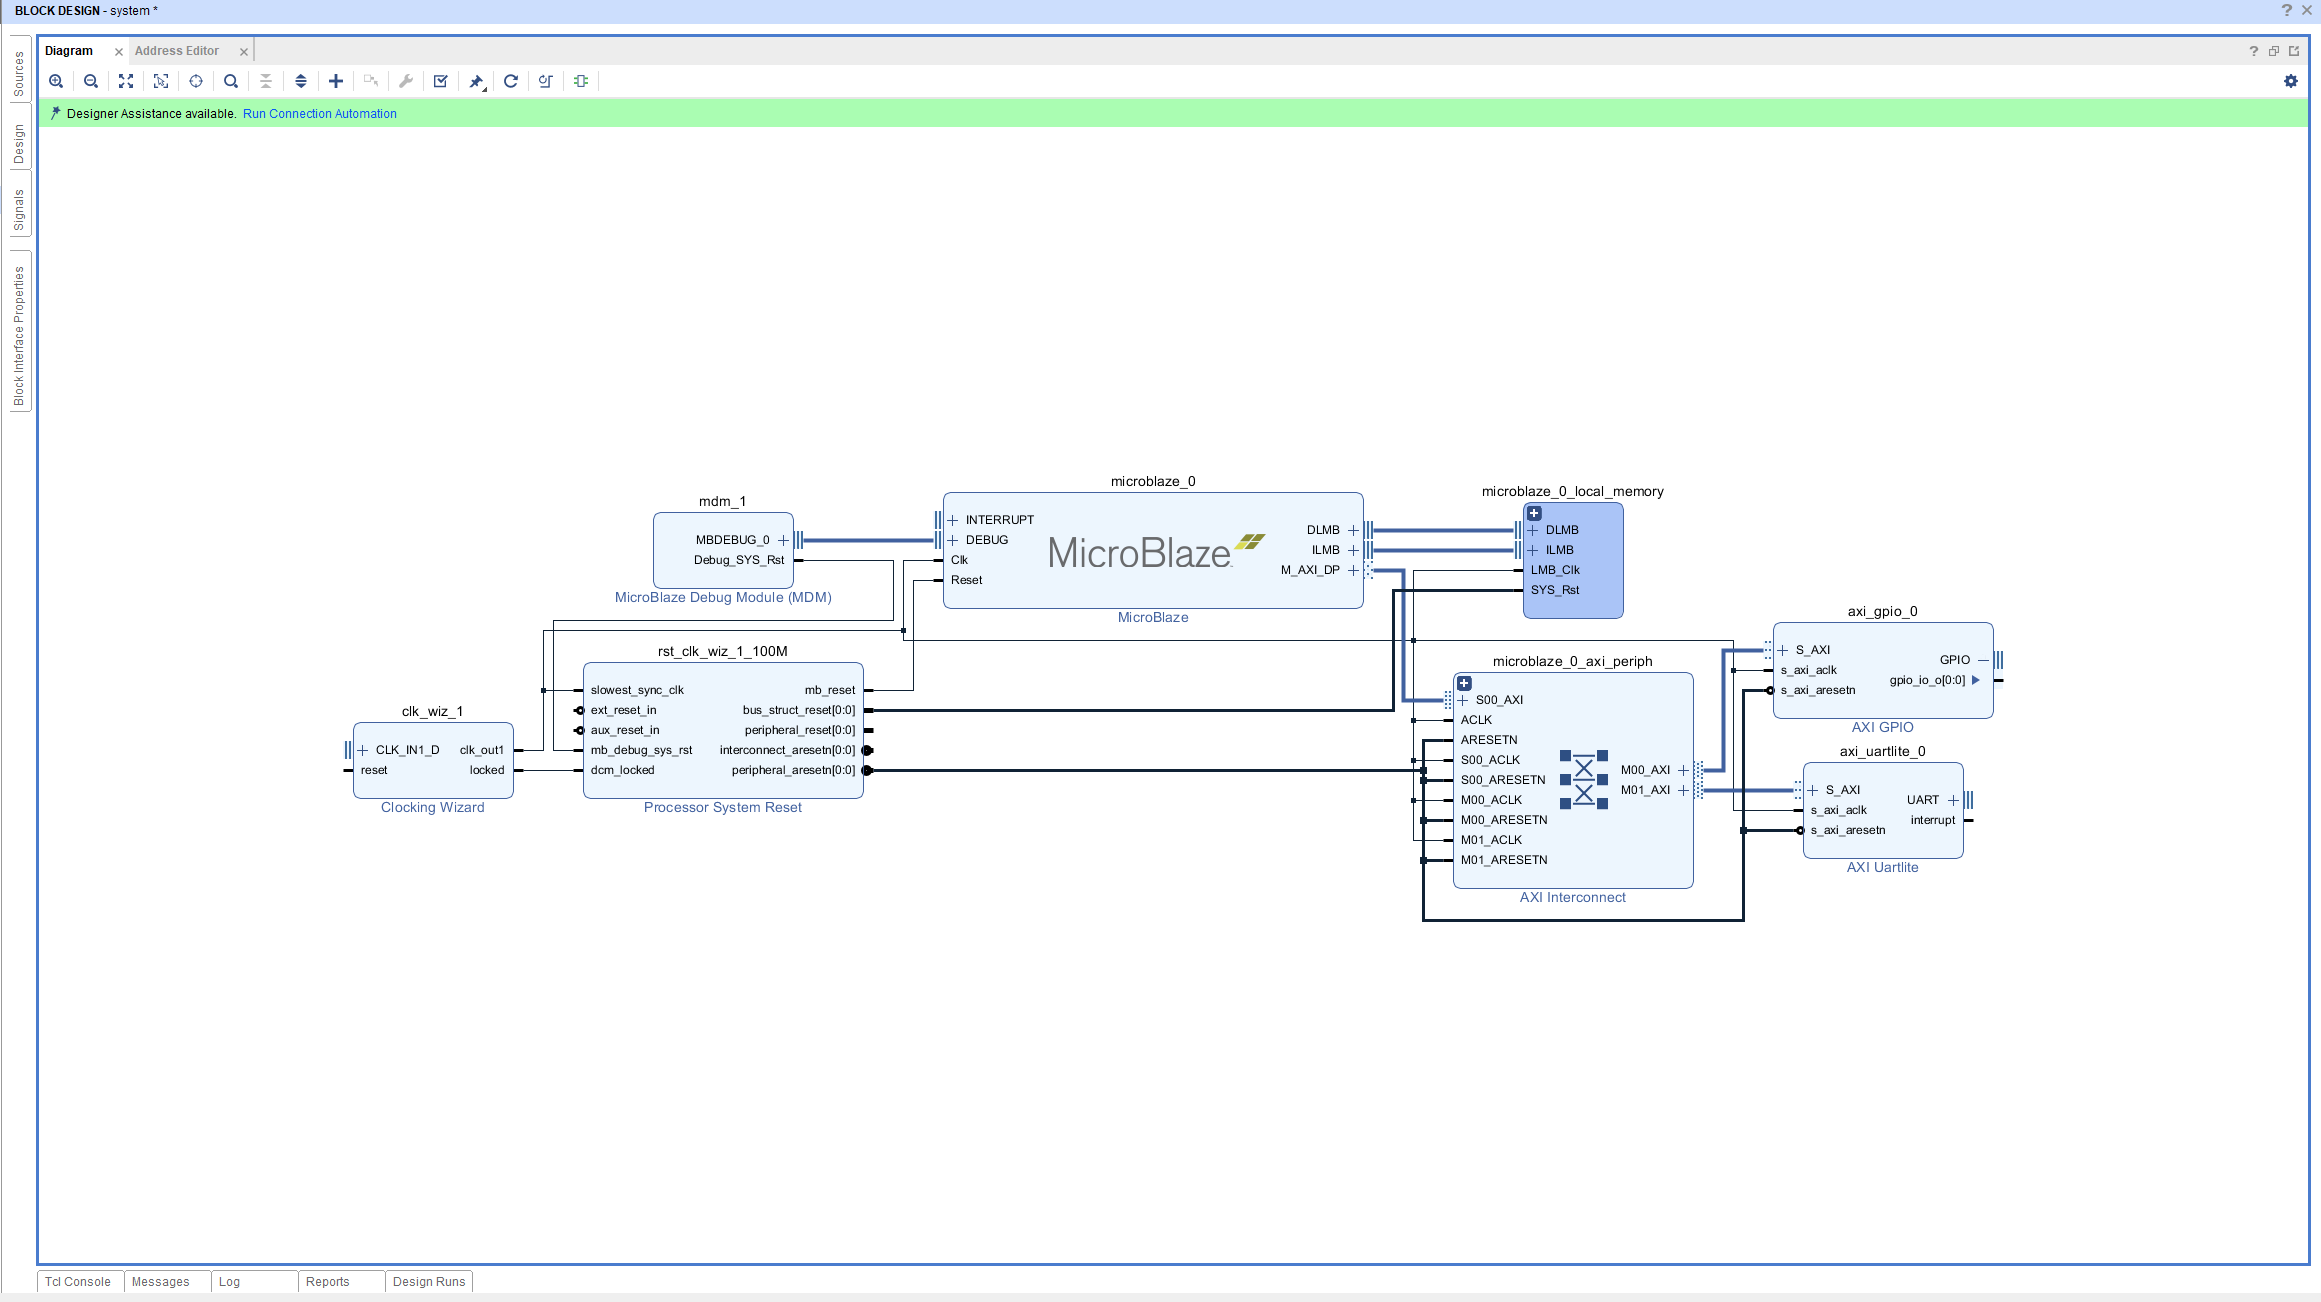 BLOCK DESIGN - system *
Sources
Design
Signals
Block Interface Properties
Diagram
Address Editor
Designer Assistance available. Run Connection Automation
mdm_1
MBDEBUG_0
Debug_SYS_Rst
MicroBlaze Debug Module (MDM)
microblaze_0
INTERRUPT
DEBUG
Clk
Reset
MicroBlaze
DLMB
ILMB
M_AXI_DP
MicroBlaze
microblaze_0_local_memory
DLMB
ILMB
LMB_Clk
SYS_Rst
clk_wiz_1
CLK_IN1_D
reset
clk_out1
locked
Clocking Wizard
rst_clk_wiz_1_100M
slowest_sync_clk
ext_reset_in
aux_reset_in
mb_debug_sys_rst
dcm_locked
mb_reset
bus_struct_reset[0:0]
peripheral_reset[0:0]
interconnect_aresetn[0:0]
peripheral_aresetn[0:0]
Processor System Reset
microblaze_0_axi_periph
S00_AXI
ACLK
ARESETN
S00_ACLK
S00_ARESETN
M00_ACLK
M00_ARESETN
M01_ACLK
M01_ARESETN
M00_AXI
M01_AXI
AXI Interconnect
axi_gpio_0
S_AXI
s_axi_aclk
s_axi_aresetn
GPIO
gpio_io_o[0:0]
AXI GPIO
axi_uartlite_0
S_AXI
s_axi_aclk
s_axi_aresetn
UART
interrupt
AXI Uartlite
Tcl Console
Messages
Log
Reports
Design Runs